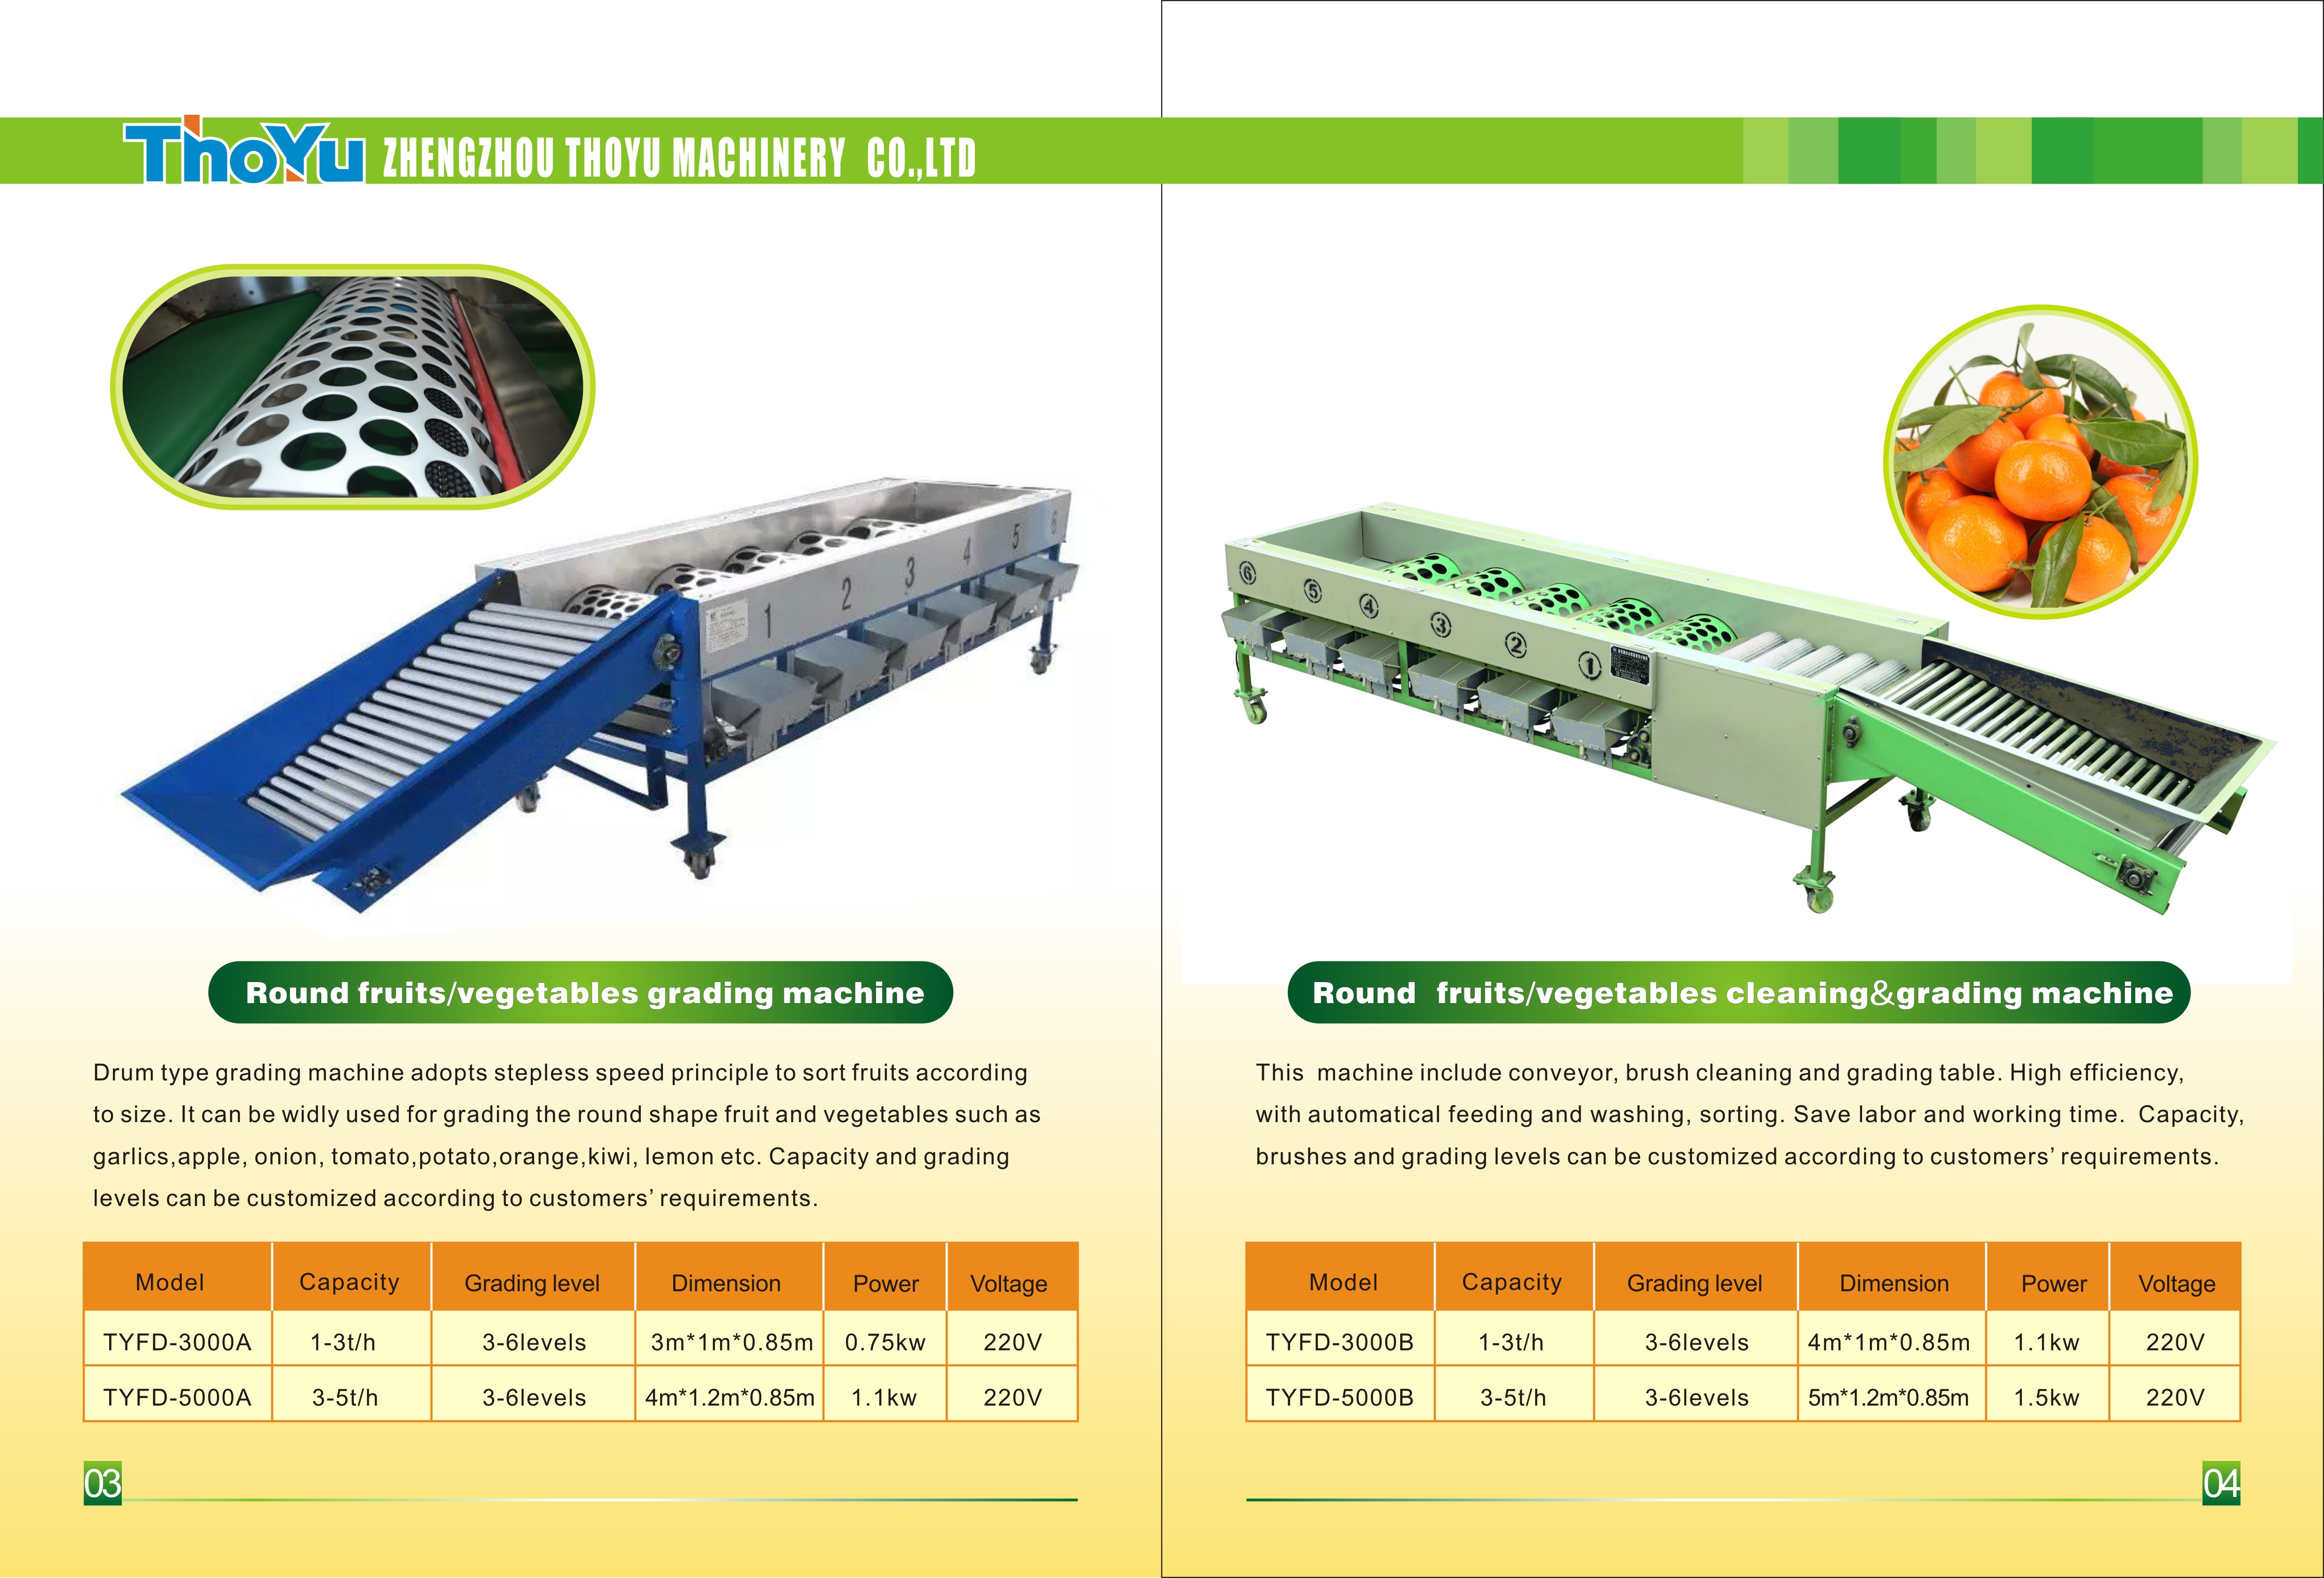 ThoYu ZHENGZHOU THOYU MACHINERY CO.,LTD
1 2 3 4 5 6
Round fruits/vegetables grading machine
Drum type grading machine adopts stepless speed principle to sort fruits according
to size. It can be widly used for grading the round shape fruit and vegetables such as
garlics,apple, onion, tomato,potato,orange,kiwi, lemon etc. Capacity and grading
levels can be customized according to customers’ requirements.
Model Capacity Grading level Dimension Power Voltage
TYFD-3000A 1-3t/h 3-6levels 3m*1m*0.85m 0.75kw 220V
TYFD-5000A 3-5t/h 3-6levels 4m*1.2m*0.85m 1.1kw 220V
03
6 5 4 3 2 1
Round fruits/vegetables cleaning&grading machine
This machine include conveyor, brush cleaning and grading table. High efficiency,
with automatical feeding and washing, sorting. Save labor and working time. Capacity,
brushes and grading levels can be customized according to customers’ requirements.
Model Capacity Grading level Dimension Power Voltage
TYFD-3000B 1-3t/h 3-6levels 4m*1m*0.85m 1.1kw 220V
TYFD-5000B 3-5t/h 3-6levels 5m*1.2m*0.85m 1.5kw 220V
04